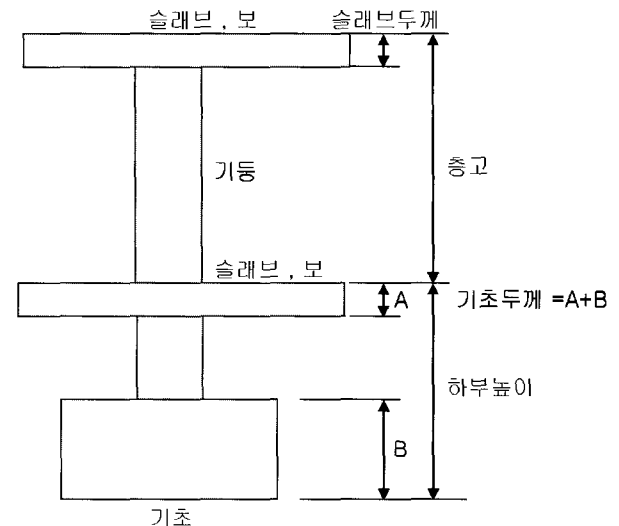 슬래브 , 보
슬래브두께
기둥
층고
슬래브 , 보
A
기초두께 =A+B
하부높이
B
기초